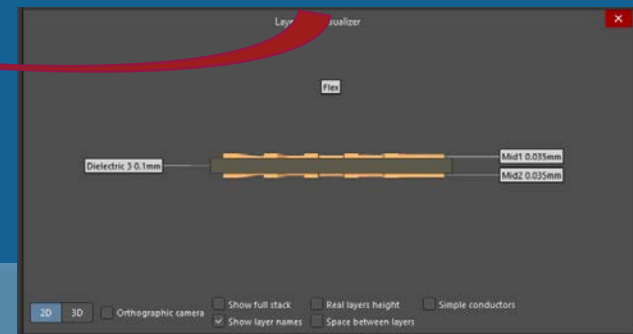 Flex
Dielectric 3 0.1mm
Mid1 0.035mm
Mid2 0.035mm
2D
3D
Orthographic camera
Show full stack
Show layer names
Real layers height
Space between layers
Simple conductors